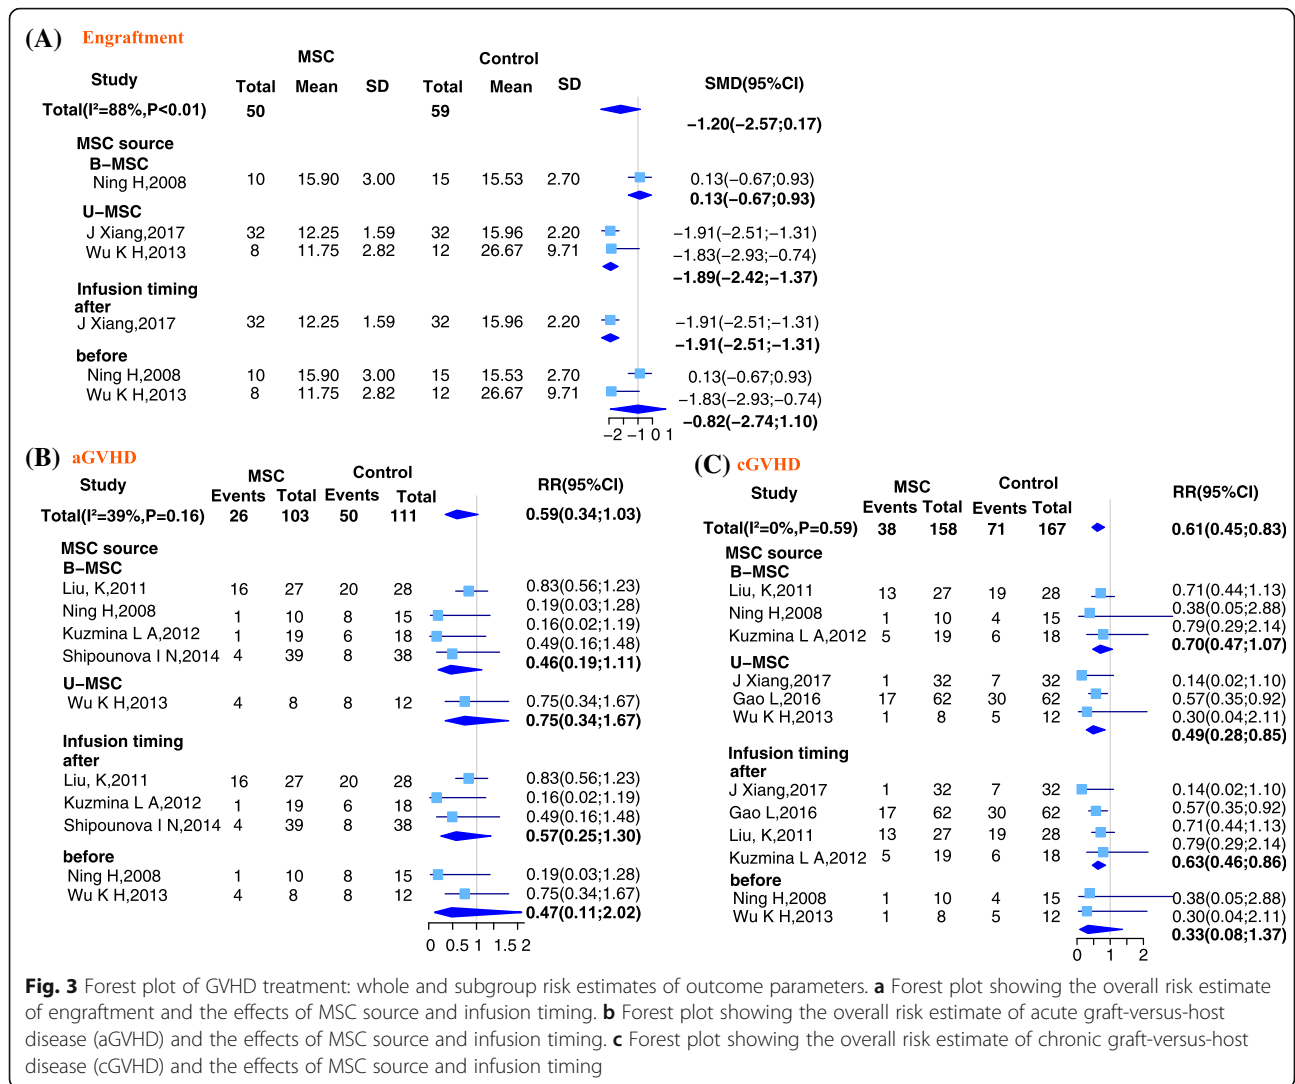 (A) Engraftment
MSC Control
Study Total Mean SD Total Mean SD SMD(95%CI)
Total(I²=88%,P<0.01) 50 59 −1.20(−2.57;0.17)
MSC source
B−MSC
Ning H,2008 10 15.90 3.00 15 15.53 2.70 0.13(−0.67;0.93)
0.13(−0.67;0.93)
U−MSC
J Xiang,2017 32 12.25 1.59 32 15.96 2.20 −1.91(−2.51;−1.31)
Wu K H,2013 8 11.75 2.82 12 26.67 9.71 −1.83(−2.93;−0.74)
−1.89(−2.42;−1.37)
Infusion timing
after
J Xiang,2017 32 12.25 1.59 32 15.96 2.20 −1.91(−2.51;−1.31)
−1.91(−2.51;−1.31)
before
Ning H,2008 10 15.90 3.00 15 15.53 2.70 0.13(−0.67;0.93)
Wu K H,2013 8 11.75 2.82 12 26.67 9.71 −1.83(−2.93;−0.74)
−0.82(−2.74;1.10)
−2 −1 0 1
(B) aGVHD
MSC Control
Study Events Total Events Total RR(95%CI)
Total(I²=39%,P=0.16) 26 103 50 111 0.59(0.34;1.03)
MSC source
B−MSC
Liu, K,2011 16 27 20 28 0.83(0.56;1.23)
Ning H,2008 1 10 8 15 0.19(0.03;1.28)
Kuzmina L A,2012 1 19 6 18 0.16(0.02;1.19)
Shipounova I N,2014 4 39 8 38 0.49(0.16;1.48)
0.46(0.19;1.11)
U−MSC
Wu K H,2013 4 8 8 12 0.75(0.34;1.67)
0.75(0.34;1.67)
Infusion timing
after
Liu, K,2011 16 27 20 28 0.83(0.56;1.23)
Kuzmina L A,2012 1 19 6 18 0.16(0.02;1.19)
Shipounova I N,2014 4 39 8 38 0.49(0.16;1.48)
0.57(0.25;1.30)
before
Ning H,2008 1 10 8 15 0.19(0.03;1.28)
Wu K H,2013 4 8 8 12 0.75(0.34;1.67)
0.47(0.11;2.02)
0 0.5 1 1.5 2
(C) cGVHD
MSC Control
Study Events Total Events Total RR(95%CI)
Total(I²=0%,P=0.59) 38 158 71 167 0.61(0.45;0.83)
MSC source
B−MSC
Liu, K,2011 13 27 19 28 0.71(0.44;1.13)
Ning H,2008 1 10 4 15 0.38(0.05;2.88)
Kuzmina L A,2012 5 19 6 18 0.79(0.29;2.14)
0.70(0.47;1.07)
U−MSC
J Xiang,2017 1 32 7 32 0.14(0.02;1.10)
Gao L,2016 17 62 30 62 0.57(0.35;0.92)
Wu K H,2013 1 8 5 12 0.30(0.04;2.11)
0.49(0.28;0.85)
Infusion timing
after
J Xiang,2017 1 32 7 32 0.14(0.02;1.10)
Gao L,2016 17 62 30 62 0.57(0.35;0.92)
Liu, K,2011 13 27 19 28 0.71(0.44;1.13)
Kuzmina L A,2012 5 19 6 18 0.79(0.29;2.14)
0.63(0.46;0.86)
before
Ning H,2008 1 10 4 15 0.38(0.05;2.88)
Wu K H,2013 1 8 5 12 0.30(0.04;2.11)
0.33(0.08;1.37)
0 1 2
Fig. 3 Forest plot of GVHD treatment: whole and subgroup risk estimates of outcome parameters. a Forest plot showing the overall risk estimate
of engraftment and the effects of MSC source and infusion timing. b Forest plot showing the overall risk estimate of acute graft-versus-host
disease (aGVHD) and the effects of MSC source and infusion timing. c Forest plot showing the overall risk estimate of chronic graft-versus-host
disease (cGVHD) and the effects of MSC source and infusion timing